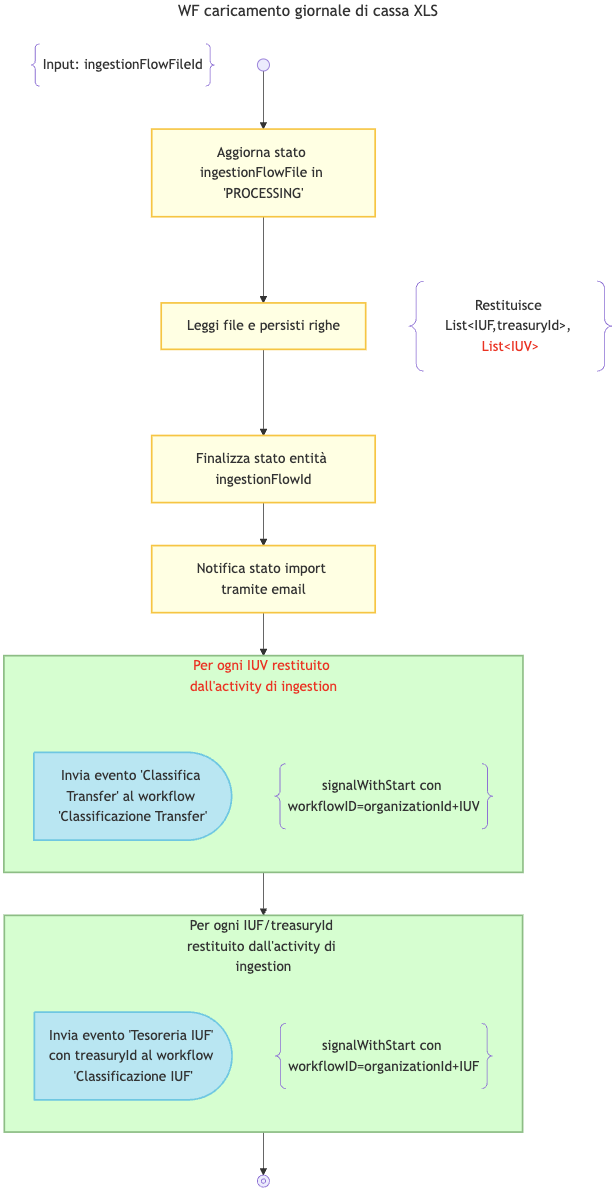 WF caricamento giornale di cassa XLS
Input: ingestionFlowFileId
Aggiorna stato
ingestionFlowFile in
'PROCESSING'
Leggi file e persisti righe
Restituisce
List<IUF,treasuryId>,
List<IUV>
Finalizza stato entità
ingestionFlowId
Notifica stato import
tramite email
Per ogni IUV restituito
dall'activity di ingestion
Invia evento 'Classifica
Transfer' al workflow
'Classificazione Transfer'
signalWithStart con
workflowID=organizationId+IUV
Per ogni IUF/treasuryId
restituito dall'activity di
ingestion
Invia evento 'Tesoreria IUF'
con treasuryId al workflow
'Classificazione IUF'
signalWithStart con
workflowID=organizationId+IUF